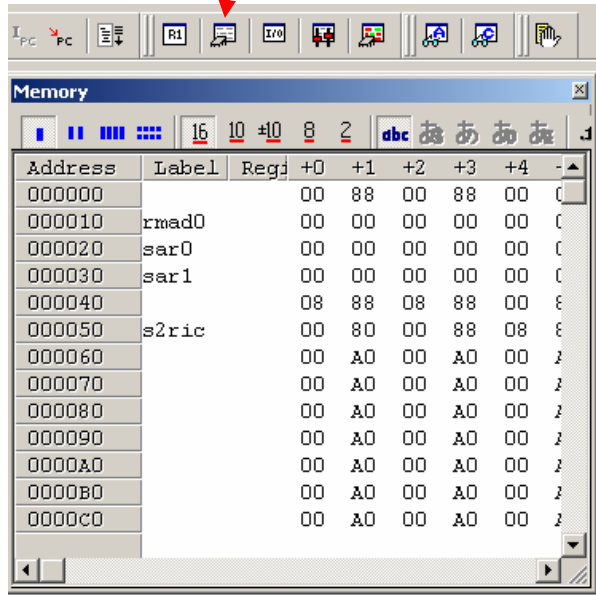 IPC PC R1 I/O A C
Memory
16 10 ±10 8 2 abc あ
Address Label Regi +0 +1 +2 +3 +4
000000 00 88 00 88 00
000010 rmad0 00 00 00 00 00
000020 sar0 00 00 00 00 00
000030 sar1 00 00 00 00 00
000040 08 88 08 88 00
000050 s2ric 00 80 00 88 08
000060 00 A0 00 A0 00
000070 00 A0 00 A0 00
000080 00 A0 00 A0 00
000090 00 A0 00 A0 00
0000A0 00 A0 00 A0 00
0000B0 00 A0 00 A0 00
0000C0 00 A0 00 A0 00